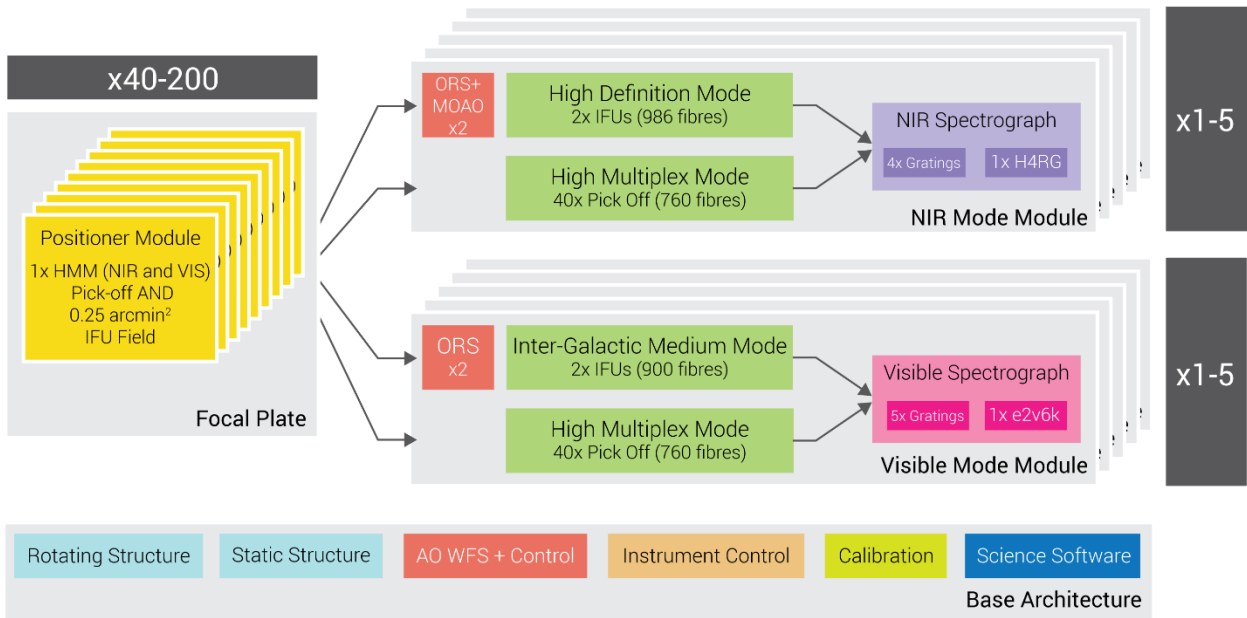 x40-200
Positioner Module
1x HMM (NIR and VIS)
Pick-off AND
0.25 arcmin²
IFU Field
Focal Plate
ORS+
MOAO
x2
High Definition Mode
2x IFUs (986 fibres)
High Multiplex Mode
40x Pick Off (760 fibres)
NIR Spectrograph
4x Gratings
1x H4RG
NIR Mode Module
x1-5
ORS
x2
Inter-Galactic Medium Mode
2x IFUs (900 fibres)
High Multiplex Mode
40x Pick Off (760 fibres)
Visible Spectrograph
5x Gratings
1x e2v6k
Visible Mode Module
x1-5
Rotating Structure
Static Structure
AO WFS + Control
Instrument Control
Calibration
Science Software
Base Architecture